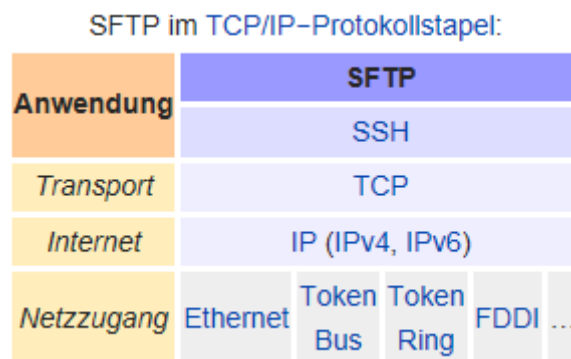 SFTP im TCP/IP-Protokollstapel:
Anwendung
SFTP
SSH
Transport TCP
Internet IP (IPv4, IPv6)
Netzzugang Ethernet Token Bus Token Ring FDDI …